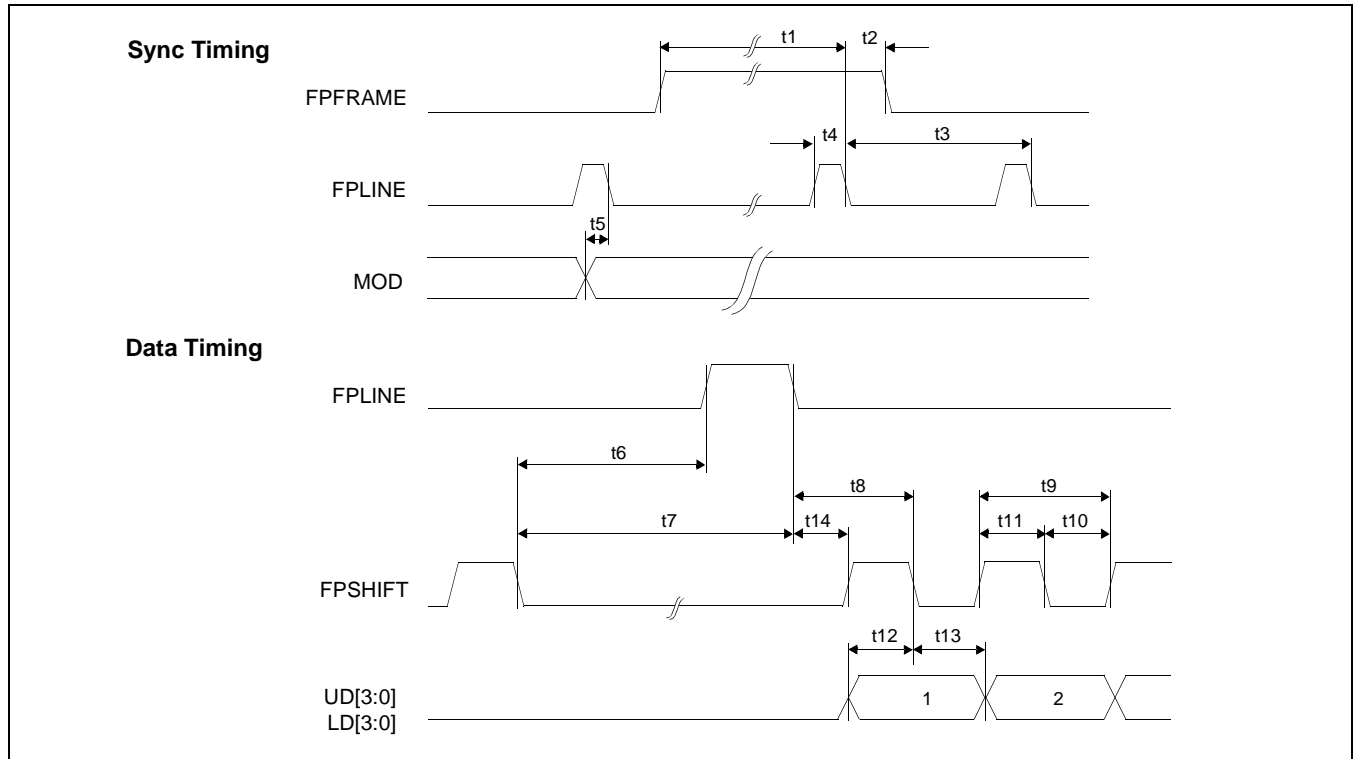 Sync Timing
t1
t2
FPFRAME
t4
t3
FPLINE
t5
MOD
Data Timing
FPLINE
t6
t8
t9
t7
t14
t11
t10
FPSHIFT
t12
t13
UD[3:0]
LD[3:0]
1
2